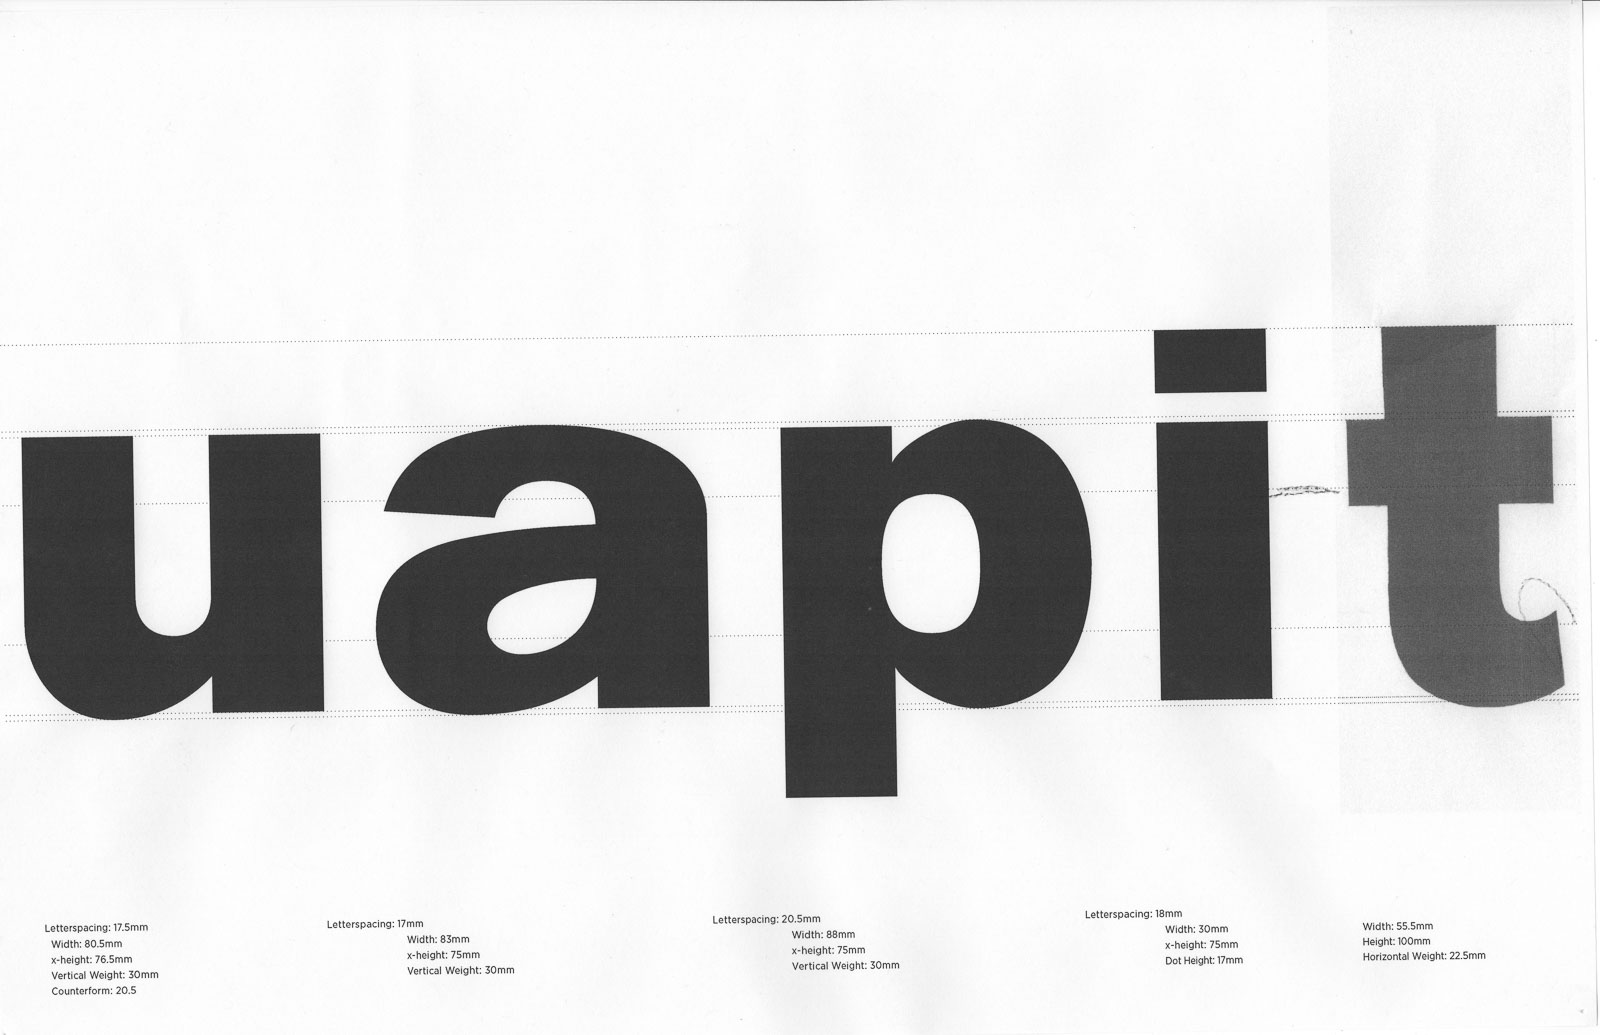 uapit
Letterspacing: 17.5mm
Width: 80.5mm
x-height: 76.5mm
Vertical Weight: 30mm
Counterform: 20.5
Letterspacing: 17mm
Width: 83mm
x-height: 75mm
Vertical Weight: 30mm
Letterspacing: 20.5mm
Width: 88mm
x-height: 75mm
Vertical Weight: 30mm
Letterspacing: 18mm
Width: 30mm
x-height: 75mm
Dot Height: 17mm
Width: 55.5mm
Height: 100mm
Horizontal Weight: 22.5mm